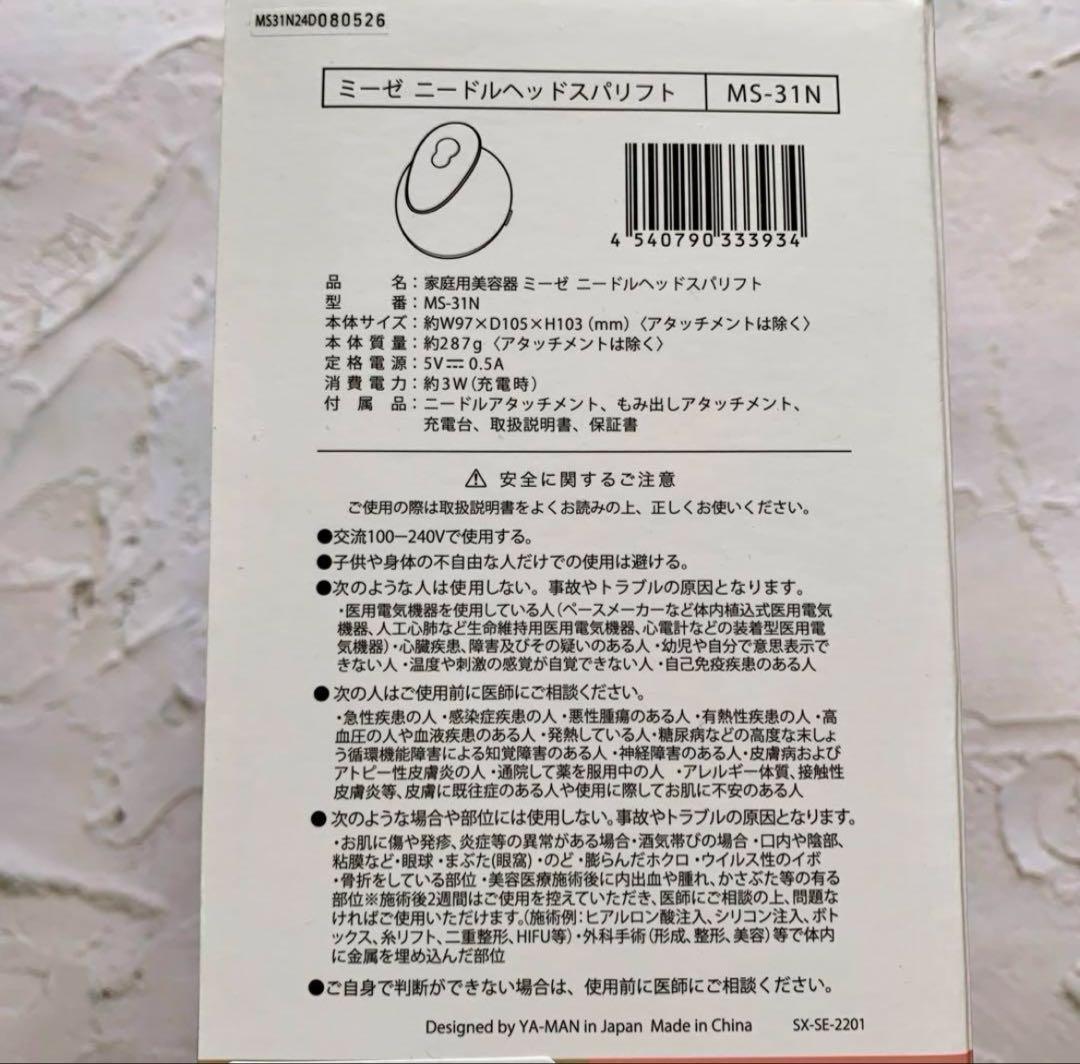 MS31N24D080526
ミーゼ ニードルヘッドスパリフト MS-31N
4 540790 333934
品名：家庭用美容器 ミーゼ ニードルヘッドスパリフト
型番：MS-31N
本体サイズ：約W97×D105×H103（mm）〈アタッチメントは除く〉
本体質量：約287g〈アタッチメントは除く〉
定格電源：5V⎓0.5A
消費電力：約3W（充電時）
付属品：ニードルアタッチメント、もみ出しアタッチメント、
充電台、取扱説明書、保証書
⚠ 安全に関するご注意
ご使用の際は取扱説明書をよくお読みの上、正しくお使いください。
●交流100－240Vで使用する。
●子供や身体の不自由な人だけでの使用は避ける。
●次のような人は使用しない。事故やトラブルの原因となります。
・医用電気機器を使用している人（ペースメーカーなど体内植込式医用電気
機器、人工心肺など生命維持用医用電気機器、心電計などの装着型医用電
気機器）・心臓疾患、障害及びその疑いのある人・幼児や自分で意思表示で
きない人・温度や刺激の感覚が自覚できない人・自己免疫疾患のある人
●次の人はご使用前に医師にご相談ください。
・急性疾患の人・感染症疾患の人・悪性腫瘍のある人・有熱性疾患の人・高
血圧の人や血液疾患のある人・発熱している人・糖尿病などの高度な末しょ
う循環機能障害による知覚障害のある人・神経障害のある人・皮膚病および
アトピー性皮膚炎の人・通院して薬を服用中の人 ・アレルギー体質、接触性
皮膚炎等、皮膚に既往症のある人や使用に際してお肌に不安のある人
●次のような場合や部位には使用しない。事故やトラブルの原因となります。
・お肌に傷や発疹、炎症等の異常がある場合・酒気帯びの場合・口内や陰部、
粘膜など・眼球・まぶた(眼窩)・のど・膨らんだホクロ・ウイルス性のイボ
・骨折をしている部位・美容医療施術後に内出血や腫れ、かさぶた等の有る
部位※施術後2週間はご使用を控えていただき、医師にご相談の上、問題な
ければご使用いただけます。（施術例：ヒアルロン酸注入、シリコン注入、ボト
ックス、糸リフト、二重整形、HIFU等）・外科手術（形成、整形、美容）等で体内
に金属を埋め込んだ部位
●ご自身で判断ができない場合は、使用前に医師にご相談ください。
Designed by YA-MAN in Japan Made in China SX-SE-2201